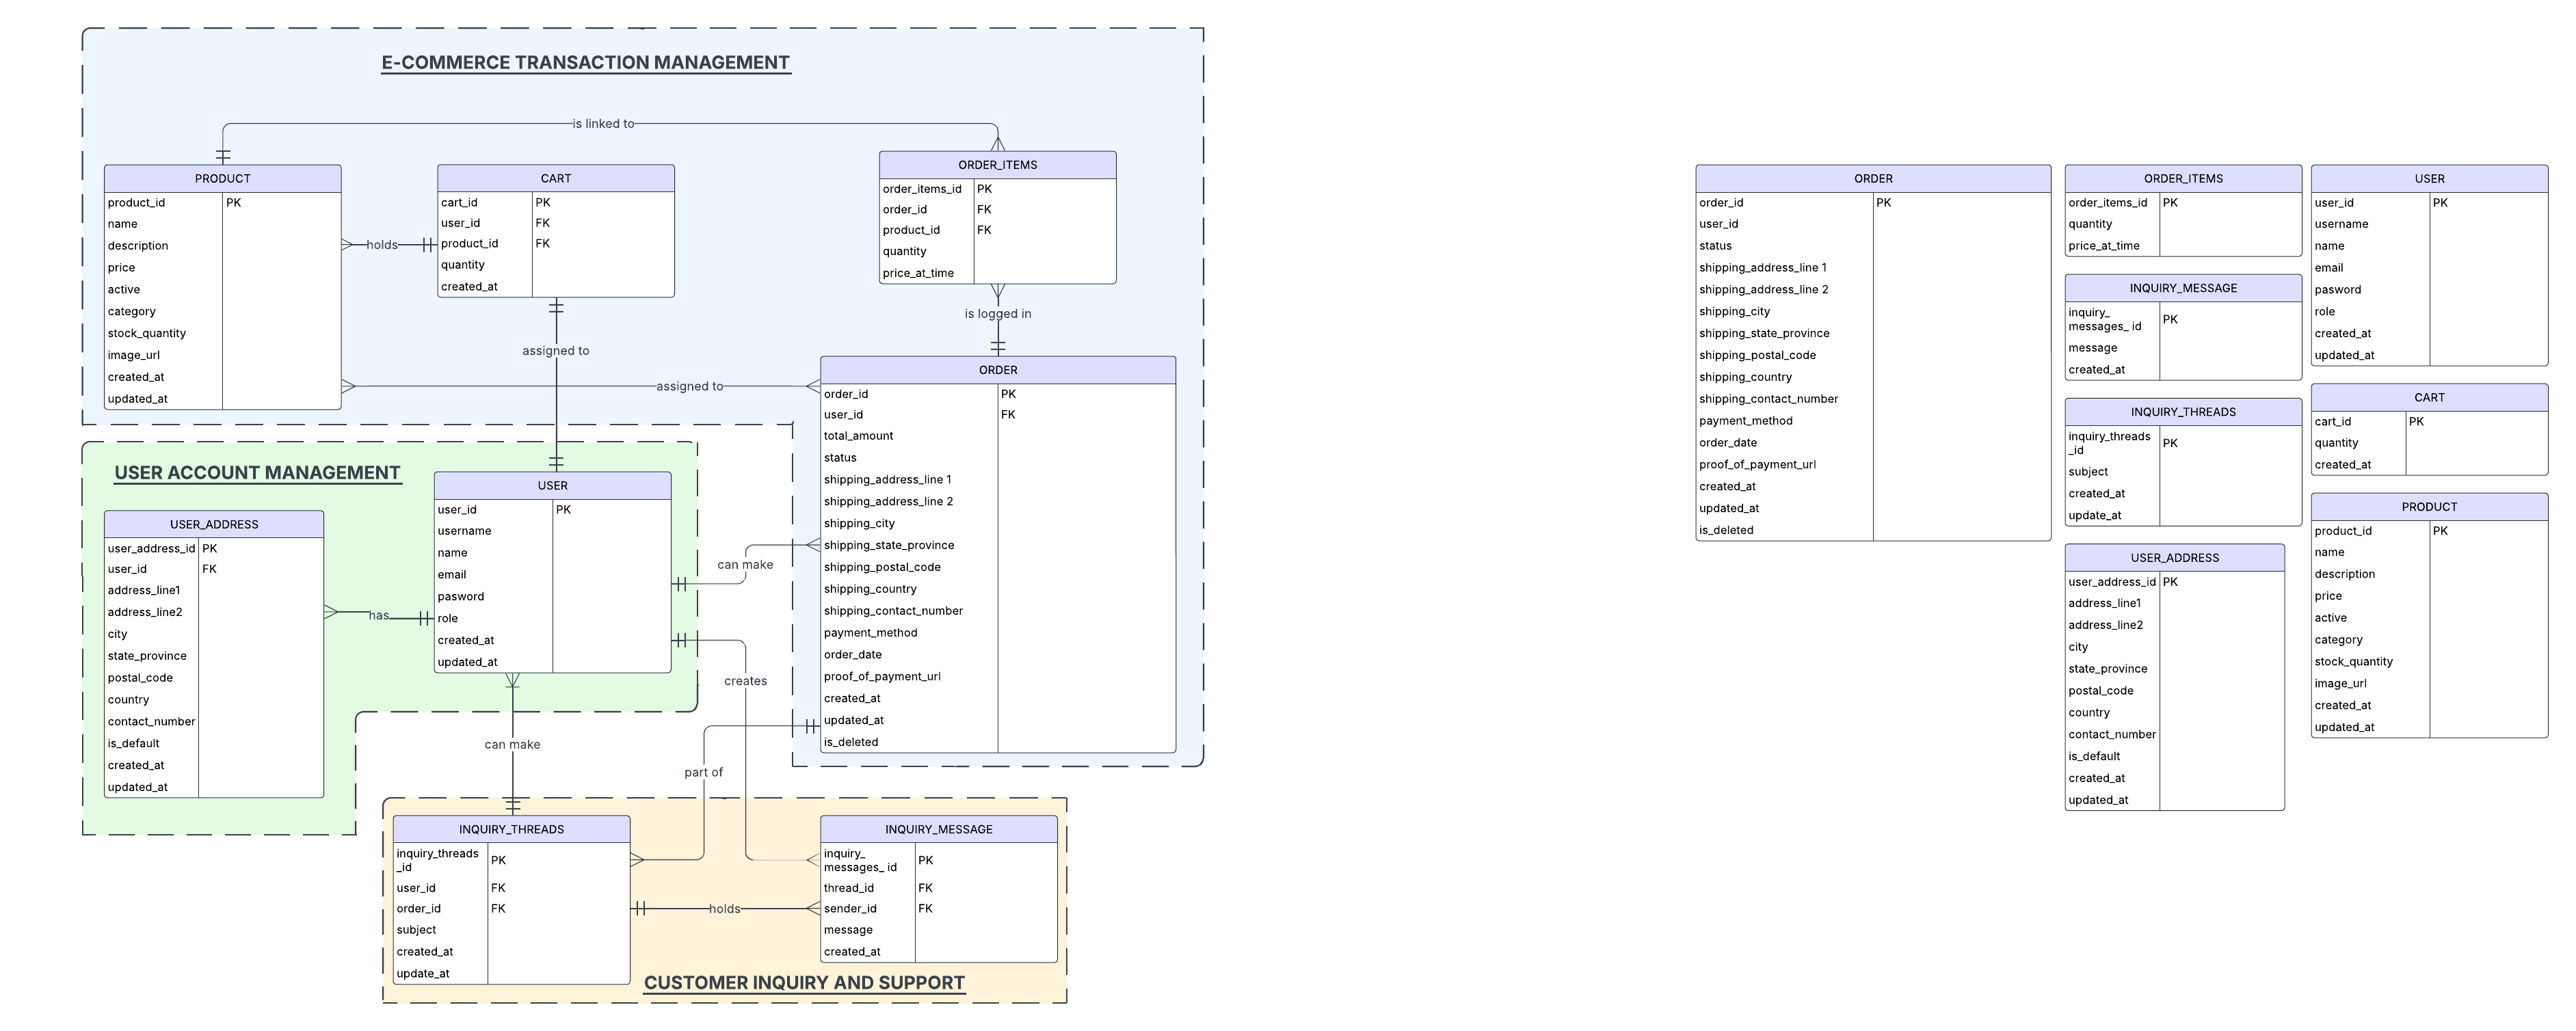 E-COMMERCE TRANSACTION MANAGEMENT
is linked to
PRODUCT
product_id PK
name
description
price
active
category
stock_quantity
image_url
created_at
updated_at
holds
CART
cart_id PK
user_id FK
product_id FK
quantity
created_at
ORDER_ITEMS
order_items_id PK
order_id FK
product_id FK
quantity
price_at_time
is logged in
assigned to
assigned to
ORDER
order_id PK
user_id FK
total_amount
status
shipping_address_line 1
shipping_address_line 2
shipping_city
shipping_state_province
shipping_postal_code
shipping_country
shipping_contact_number
payment_method
order_date
proof_of_payment_url
created_at
updated_at
is_deleted
USER ACCOUNT MANAGEMENT
USER_ADDRESS
user_address_id PK
user_id FK
address_line1
address_line2
city
state_province
postal_code
country
contact_number
is_default
created_at
updated_at
has
USER
user_id PK
username
name
email
pasword
role
created_at
updated_at
can make
creates
can make
part of
INQUIRY_THREADS
inquiry_threads
_id PK
user_id FK
order_id FK
subject
created_at
update_at
holds
INQUIRY_MESSAGE
inquiry_
messages_ id PK
thread_id FK
sender_id FK
message
created_at
CUSTOMER INQUIRY AND SUPPORT
ORDER
order_id PK
user_id
status
shipping_address_line 1
shipping_address_line 2
shipping_city
shipping_state_province
shipping_postal_code
shipping_country
shipping_contact_number
payment_method
order_date
proof_of_payment_url
created_at
updated_at
is_deleted
ORDER_ITEMS
order_items_id PK
quantity
price_at_time
INQUIRY_MESSAGE
inquiry_
messages_ id PK
message
created_at
INQUIRY_THREADS
inquiry_threads
_id PK
subject
created_at
update_at
USER_ADDRESS
user_address_id PK
address_line1
address_line2
city
state_province
postal_code
country
contact_number
is_default
created_at
updated_at
USER
user_id PK
username
name
email
pasword
role
created_at
updated_at
CART
cart_id PK
quantity
created_at
PRODUCT
product_id PK
name
description
price
active
category
stock_quantity
image_url
created_at
updated_at